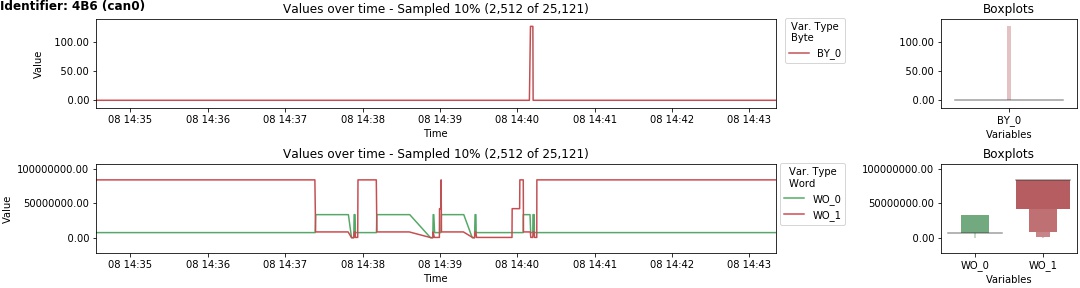 Identifier: 4B6 (can0)
Values over time - Sampled 10% (2,512 of 25,121)
Boxplots
Value
100.00
50.00
0.00
08 14:35 08 14:36 08 14:37 08 14:38 08 14:39 08 14:40 08 14:41 08 14:42 08 14:43
Time
Var. Type
Byte
BY_0
100.00
50.00
0.00
BY_0
Variables
Values over time - Sampled 10% (2,512 of 25,121)
Boxplots
Value
100000000.00
50000000.00
0.00
08 14:35 08 14:36 08 14:37 08 14:38 08 14:39 08 14:40 08 14:41 08 14:42 08 14:43
Time
Var. Type
Word
WO_0
WO_1
100000000.00
50000000.00
0.00
WO_0 WO_1
Variables